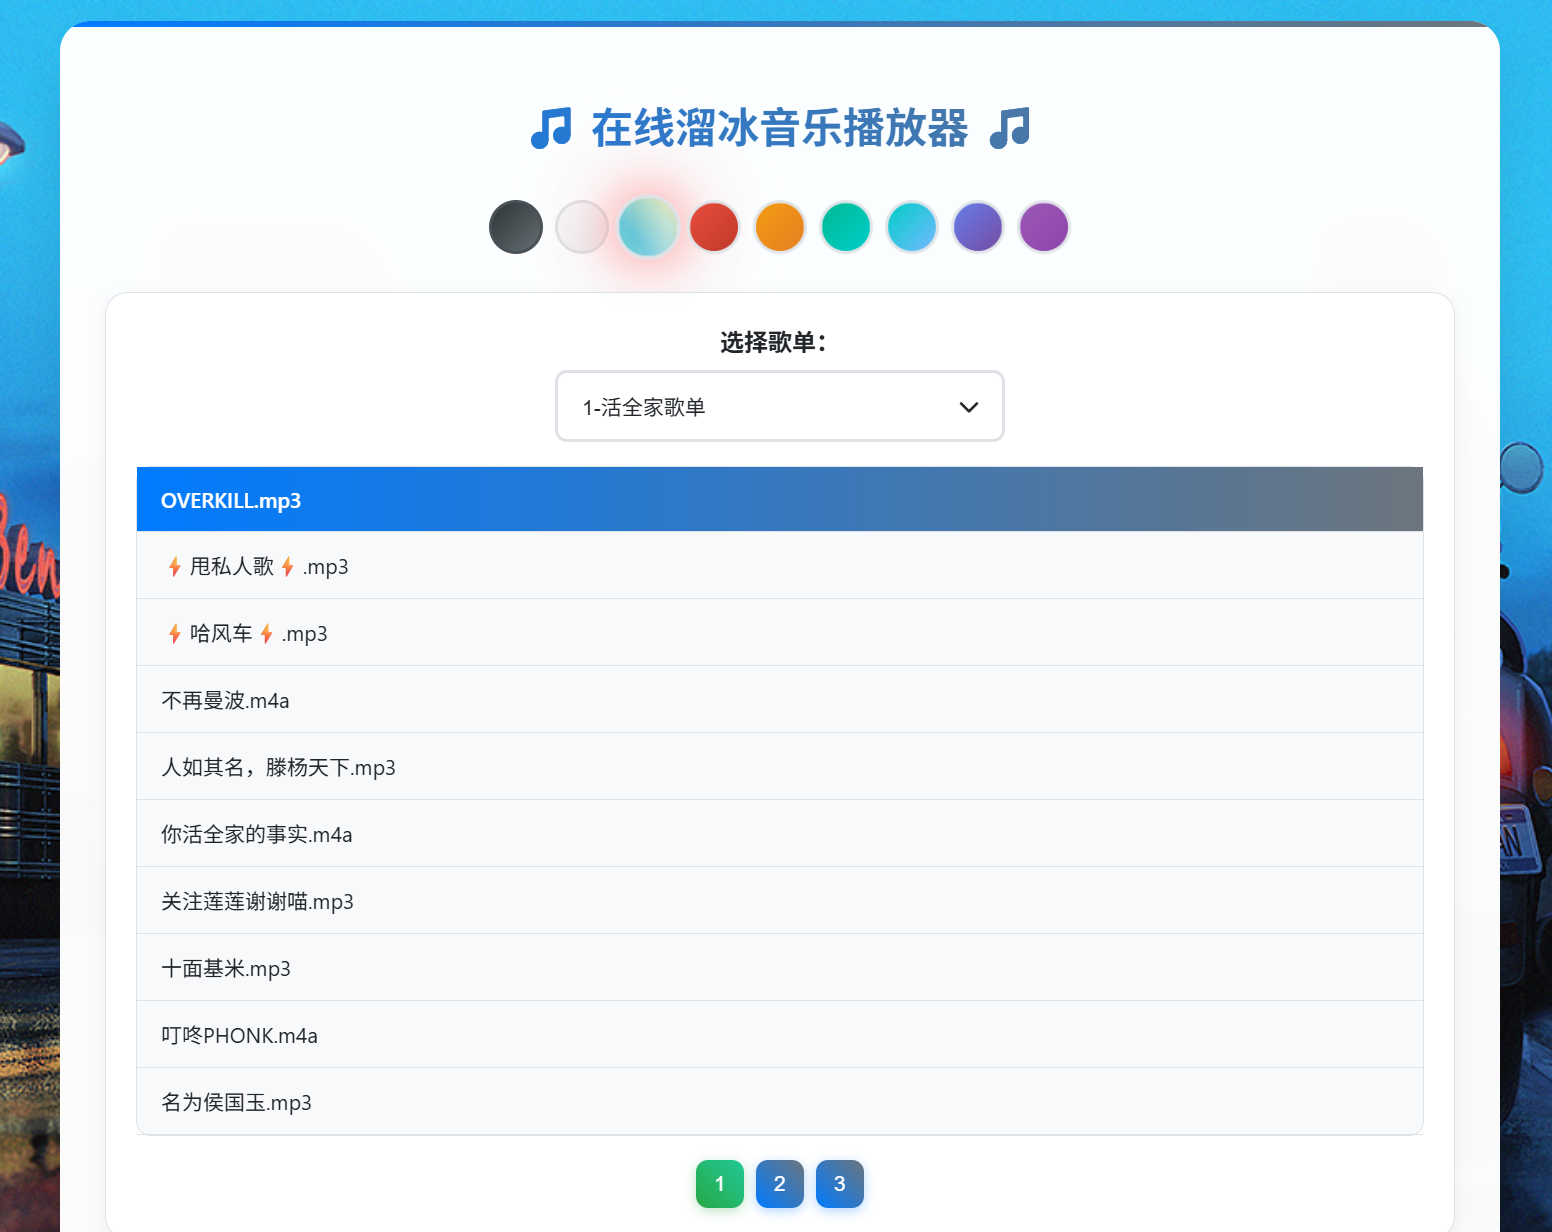 在线溜冰音乐播放器
选择歌单：
1-活全家歌单
OVERKILL.mp3
⚡甩私人歌⚡.mp3
⚡哈风车⚡.mp3
不再曼波.m4a
人如其名，滕杨天下.mp3
你活全家的事实.m4a
关注莲莲谢谢喵.mp3
十面基米.mp3
叮咚PHONK.m4a
名为侯国玉.mp3
1 2 3